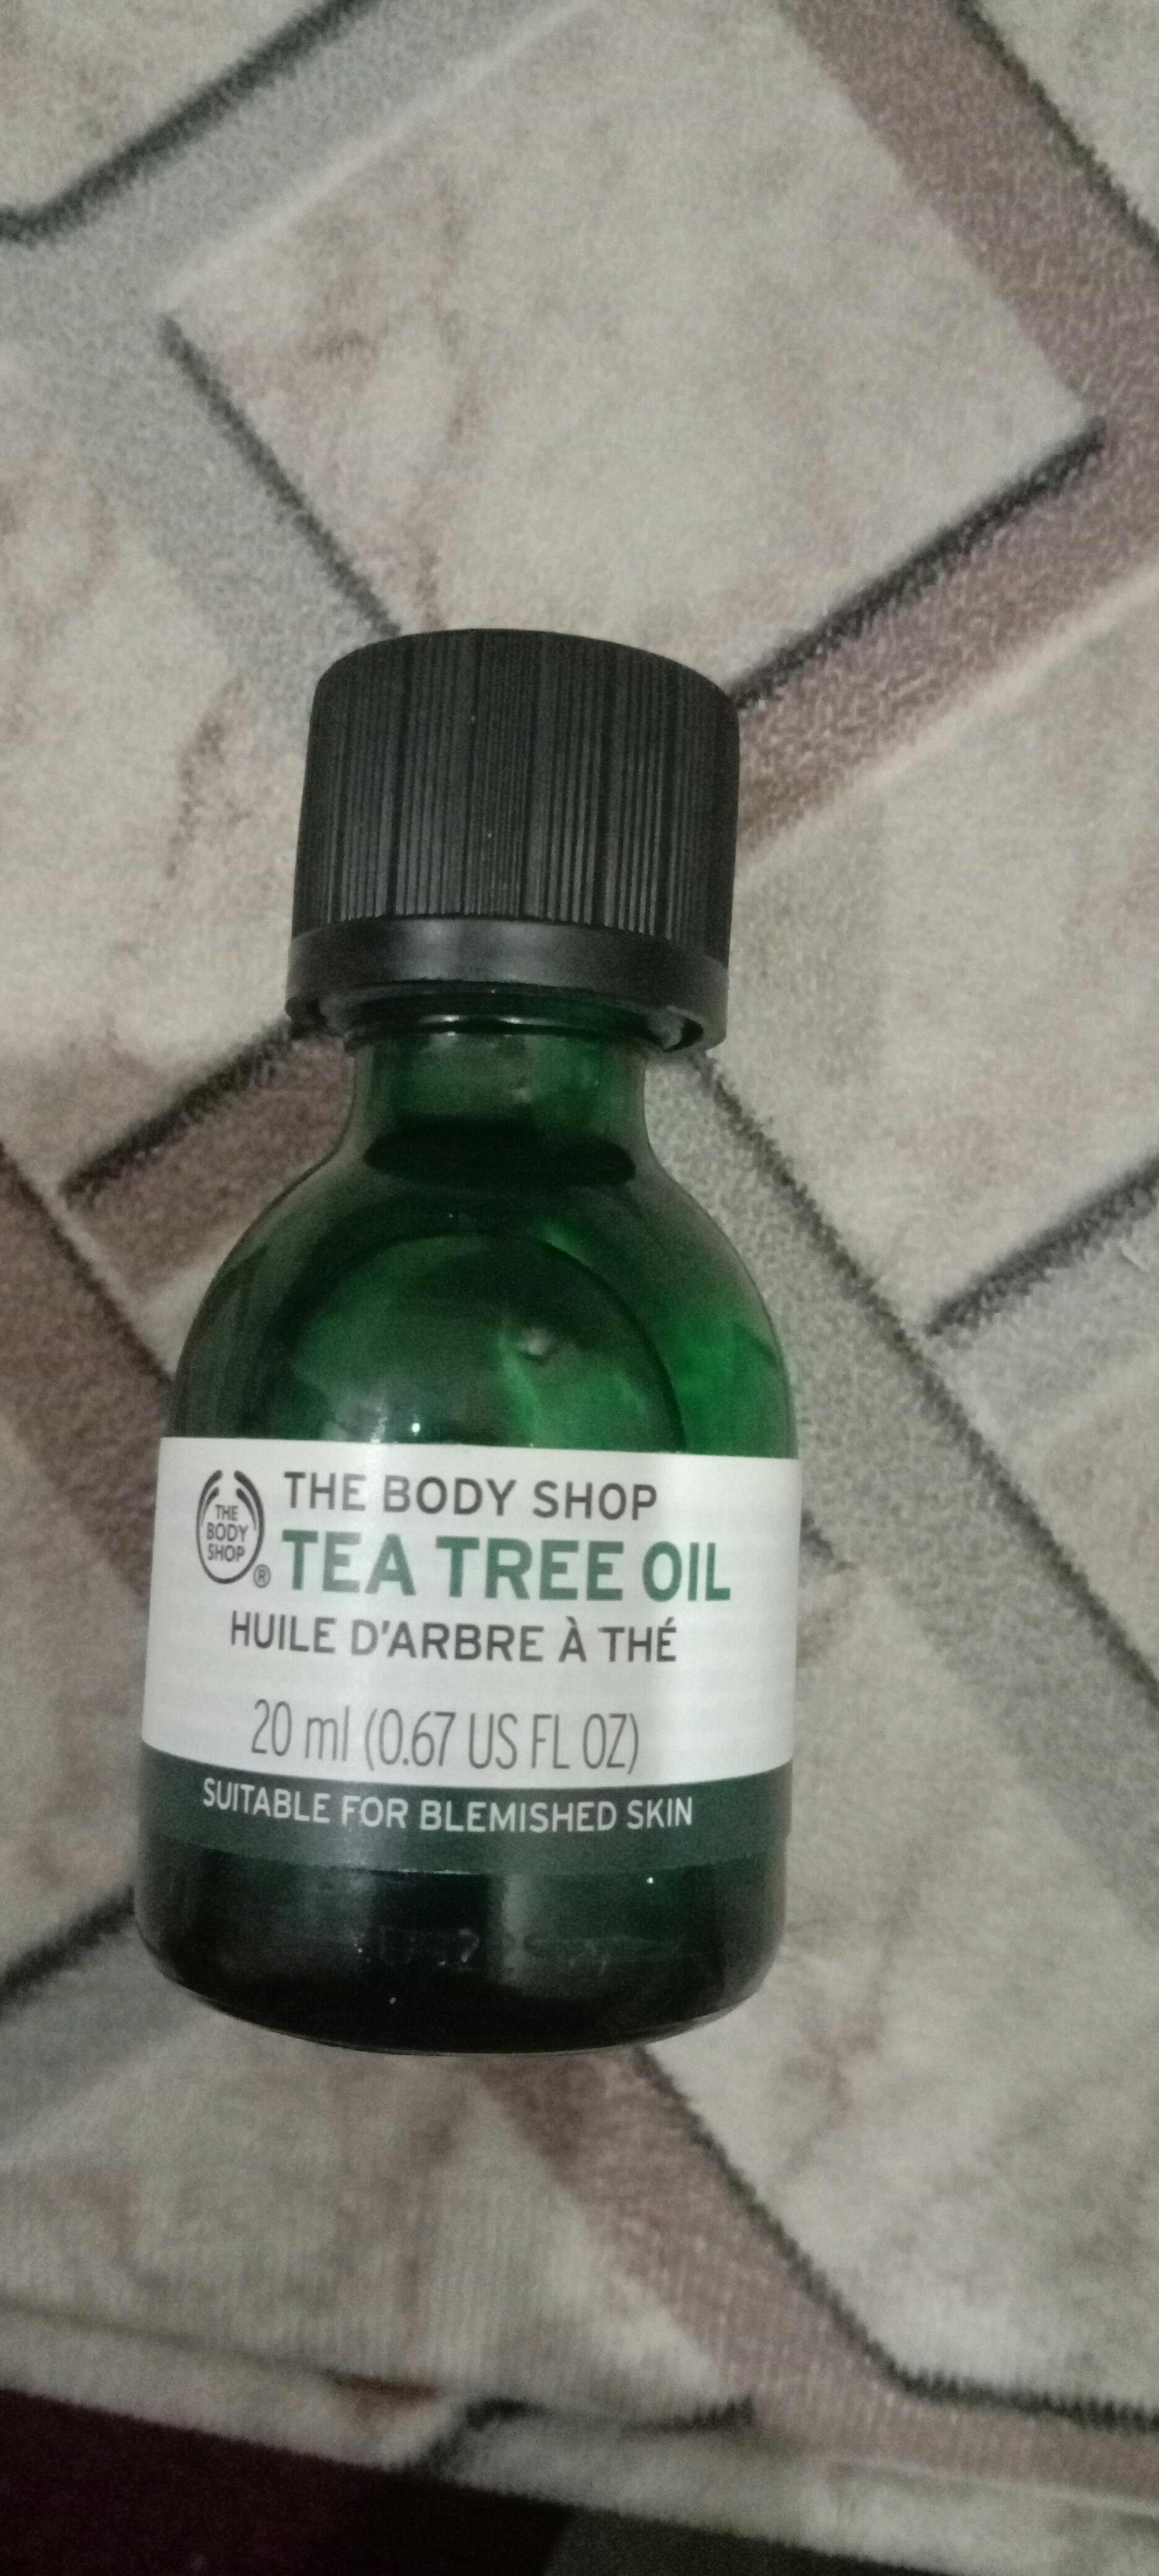 THE BODY SHOP
TEA TREE OIL
HUILE D'ARBRE À THÉ
20 ml (0.67 US FL OZ)
SUITABLE FOR BLEMISHED SKIN
THE
BODY
SHOP
®